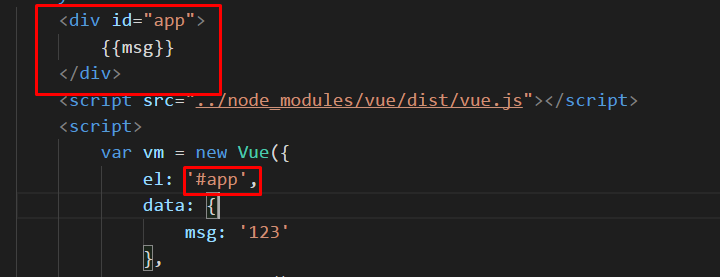 <div id="app">
{{msg}}
</div>
<script src="../node_modules/vue/dist/vue.js"></script>
<script>
var vm = new Vue({
el: '#app',
data: {
msg: '123'
},